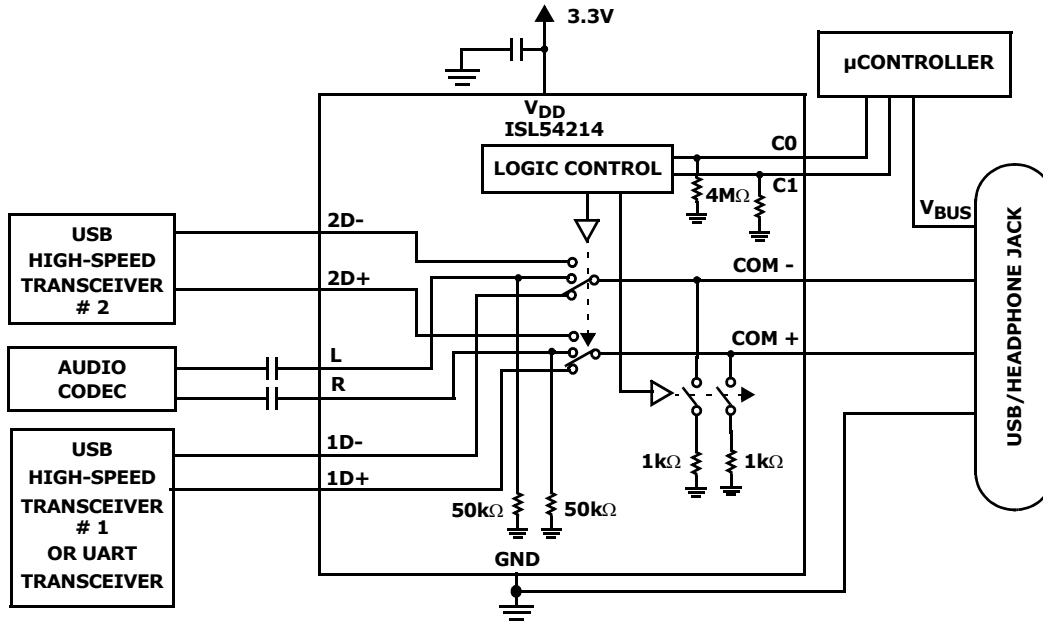 3.3V
µCONTROLLER
VDD
ISL54214
LOGIC CONTROL
C0
C1
4MΩ
VBUS
USB
HIGH-SPEED
TRANSCEIVER
# 2
2D-
2D+
COM -
COM +
USB/HEADPHONE JACK
AUDIO
CODEC
L
R
USB
HIGH-SPEED
TRANSCEIVER
# 1
OR UART
TRANSCEIVER
1D-
1D+
50kΩ
50kΩ
1kΩ
1kΩ
GND